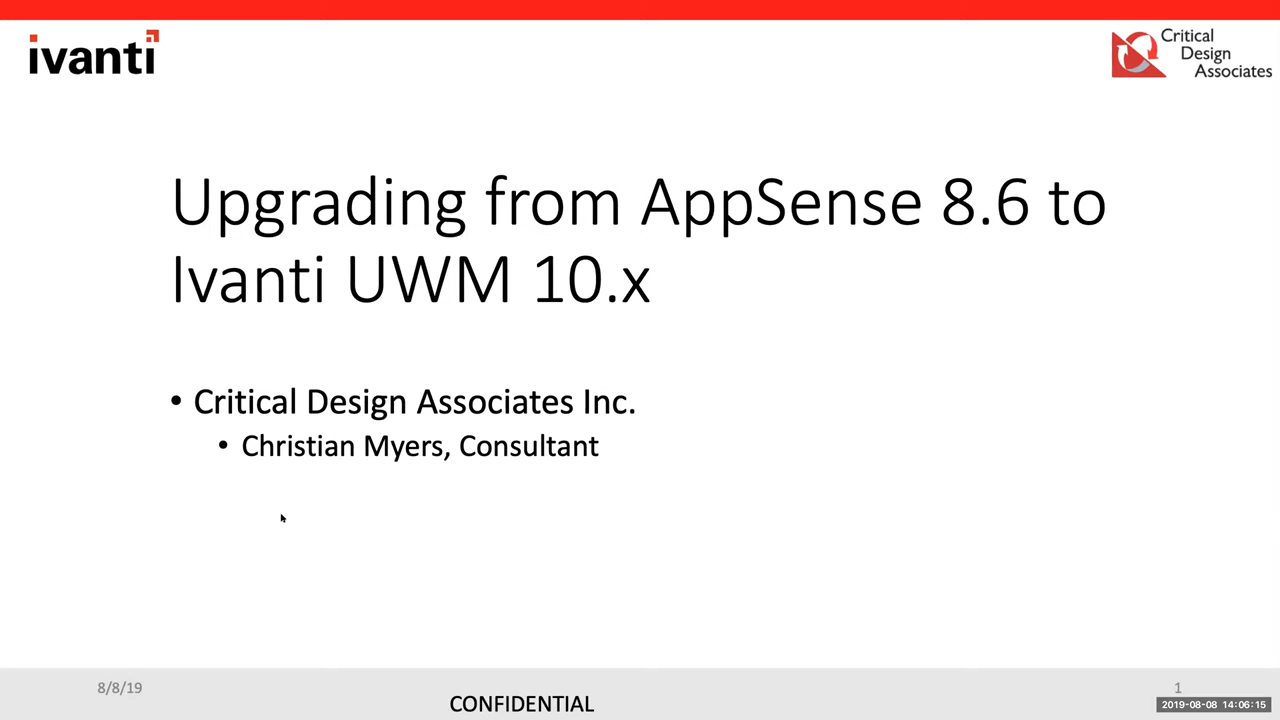 ivanti
Critical
Design
Associates
Upgrading from AppSense 8.6 to
Ivanti UWM 10.x
• Critical Design Associates Inc.
• Christian Myers, Consultant
8/8/19
CONFIDENTIAL
1
2019-08-08 14:06:15